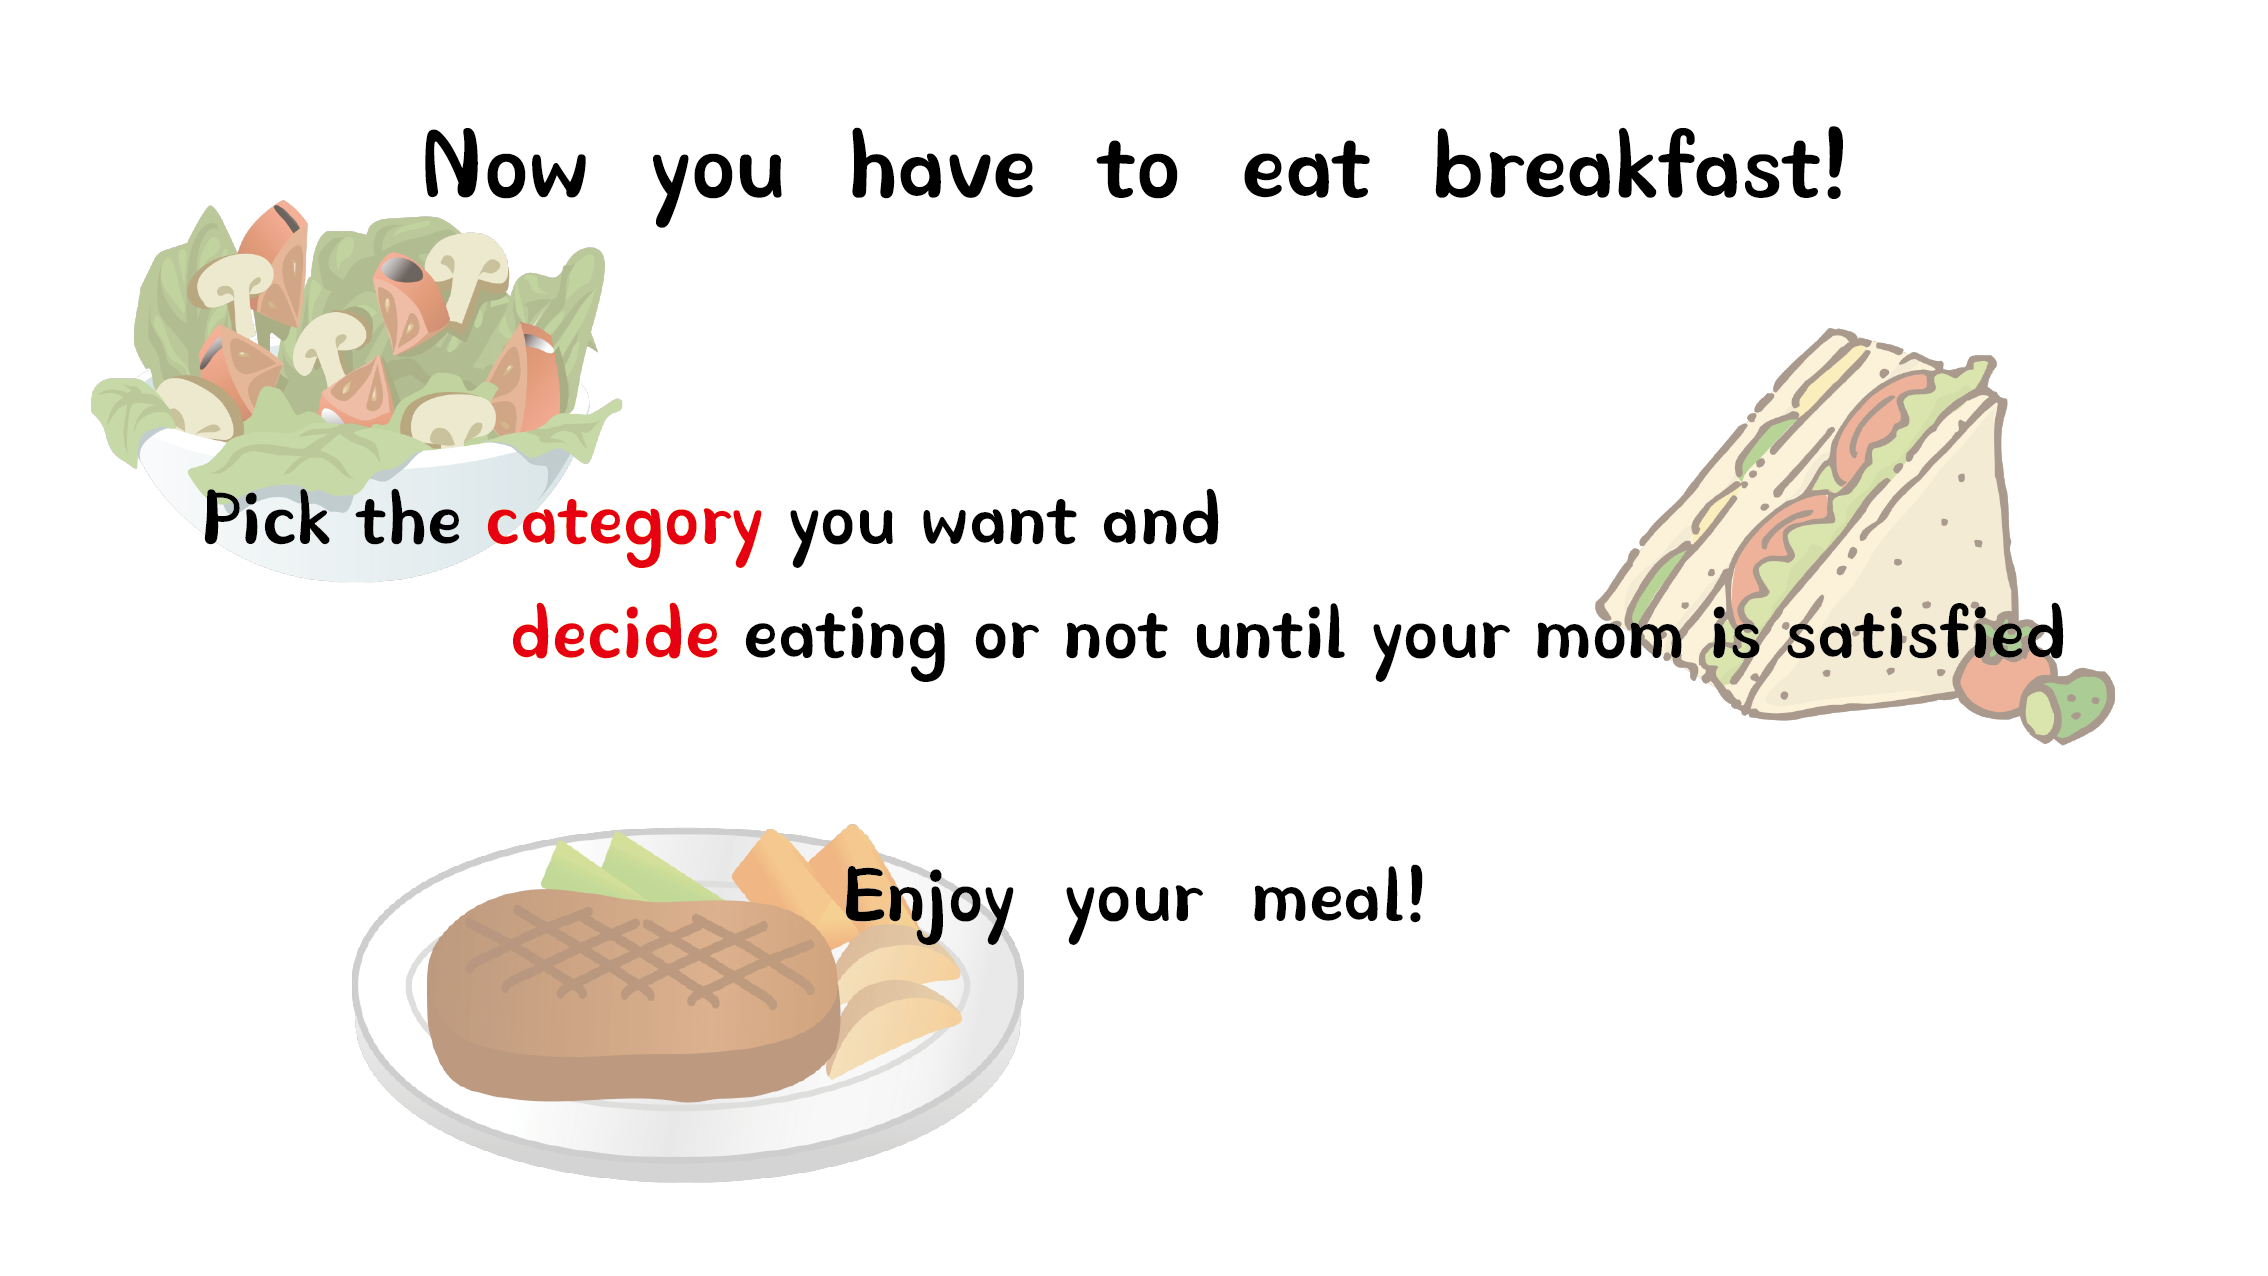 Now you have to eat breakfast!
Pick the category you want and
decide eating or not until your mom is satisfied
Enjoy your meal!